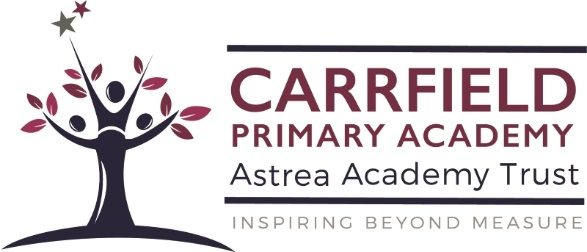 CARRFIELD
PRIMARY ACADEMY
Astrea Academy Trust
INSPIRING BEYOND MEASURE